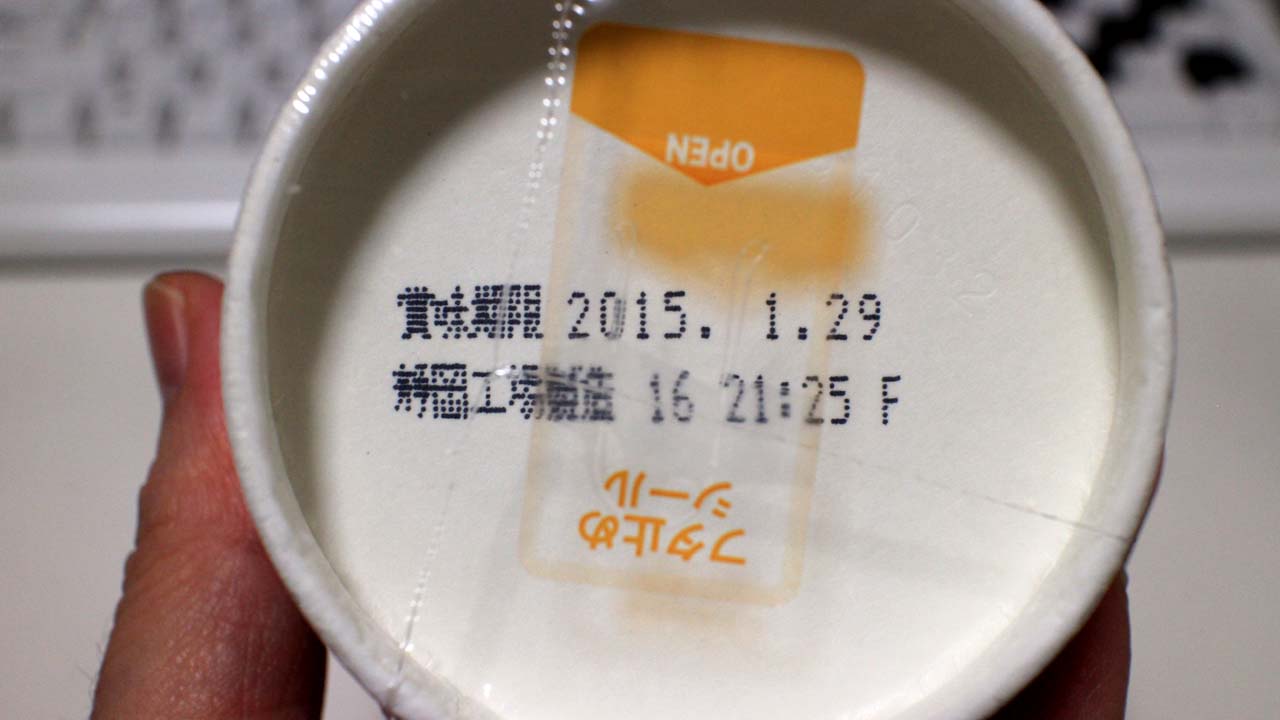 OPEN
賞味期限 2015. 1.29
静岡工場製造 16 21:25 F
フタ止め
シール